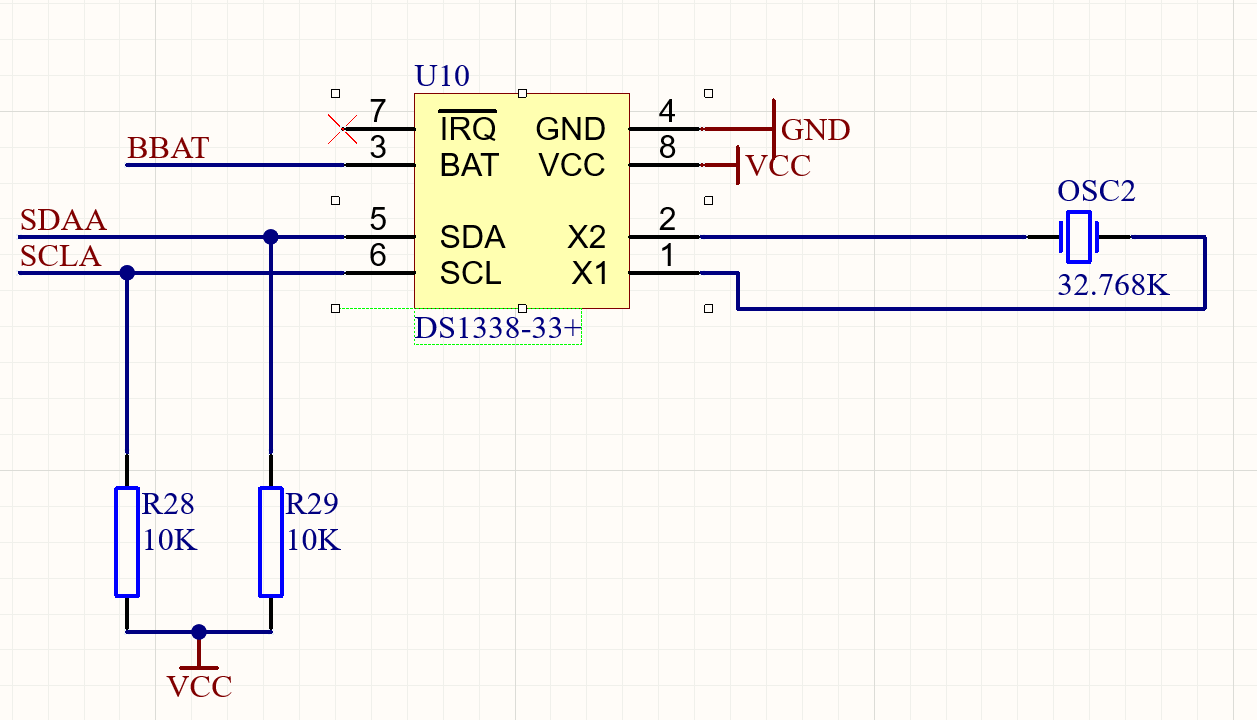 U10
7
IRQ
GND
4
GND
BBAT
3
BAT
VCC
8
VCC
SDAA
5
SDA
X2
2
OSC2
SCLA
6
SCL
X1
1
32.768K
DS1338-33+
R28
10K
R29
10K
VCC